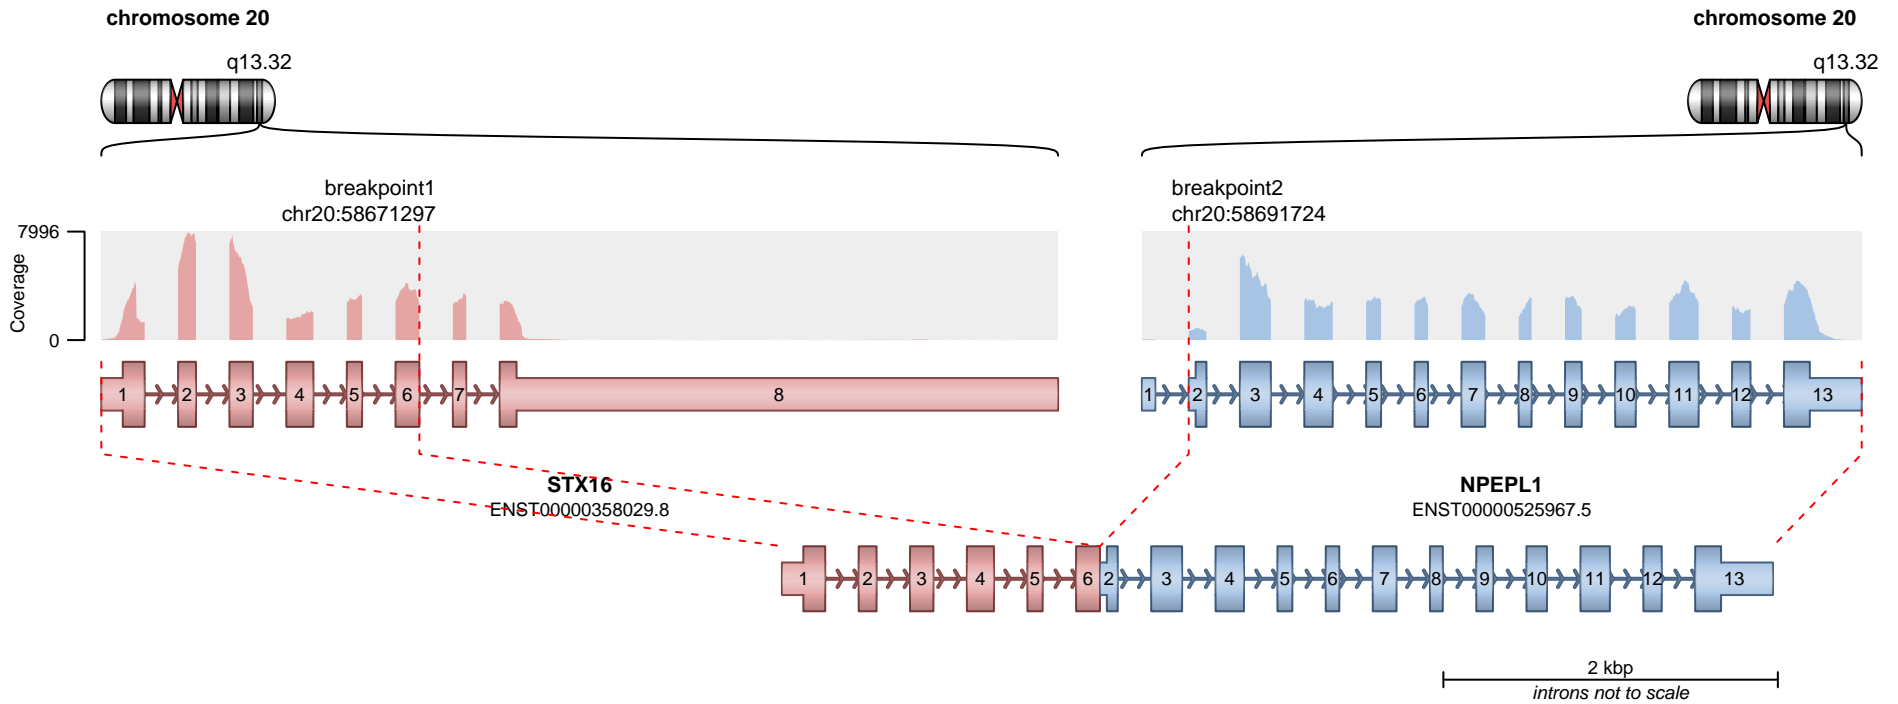 chromosome 20
chromosome 20
q13.32
q13.32
breakpoint1
chr20:58671297
breakpoint2
chr20:58691724
7996
Coverage
0
1 2 3 4 5 6 7 8
1 2 3 4 5 6 7 8 9 10 11 12 13
STX16
ENST00000358029.8
NPEPL1
ENST00000525967.5
1 2 3 4 5 6 2 3 4 5 6 7 8 9 10 11 12 13
2 kbp
introns not to scale